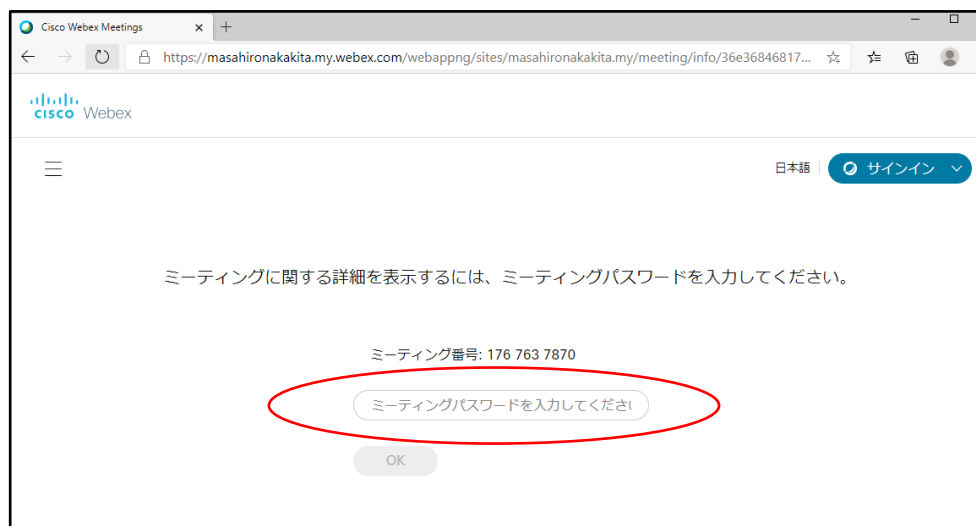 Cisco Webex Meetings
https://masahironakakita.my.webex.com/webappng/sites/masahironakakita.my/meeting/info/36e36846817...
CISCO Webex
日本語 サインイン
ミーティングに関する詳細を表示するには、ミーティングパスワードを入力してください。
ミーティング番号: 176 763 7870
ミーティングパスワードを入力してくださ
OK